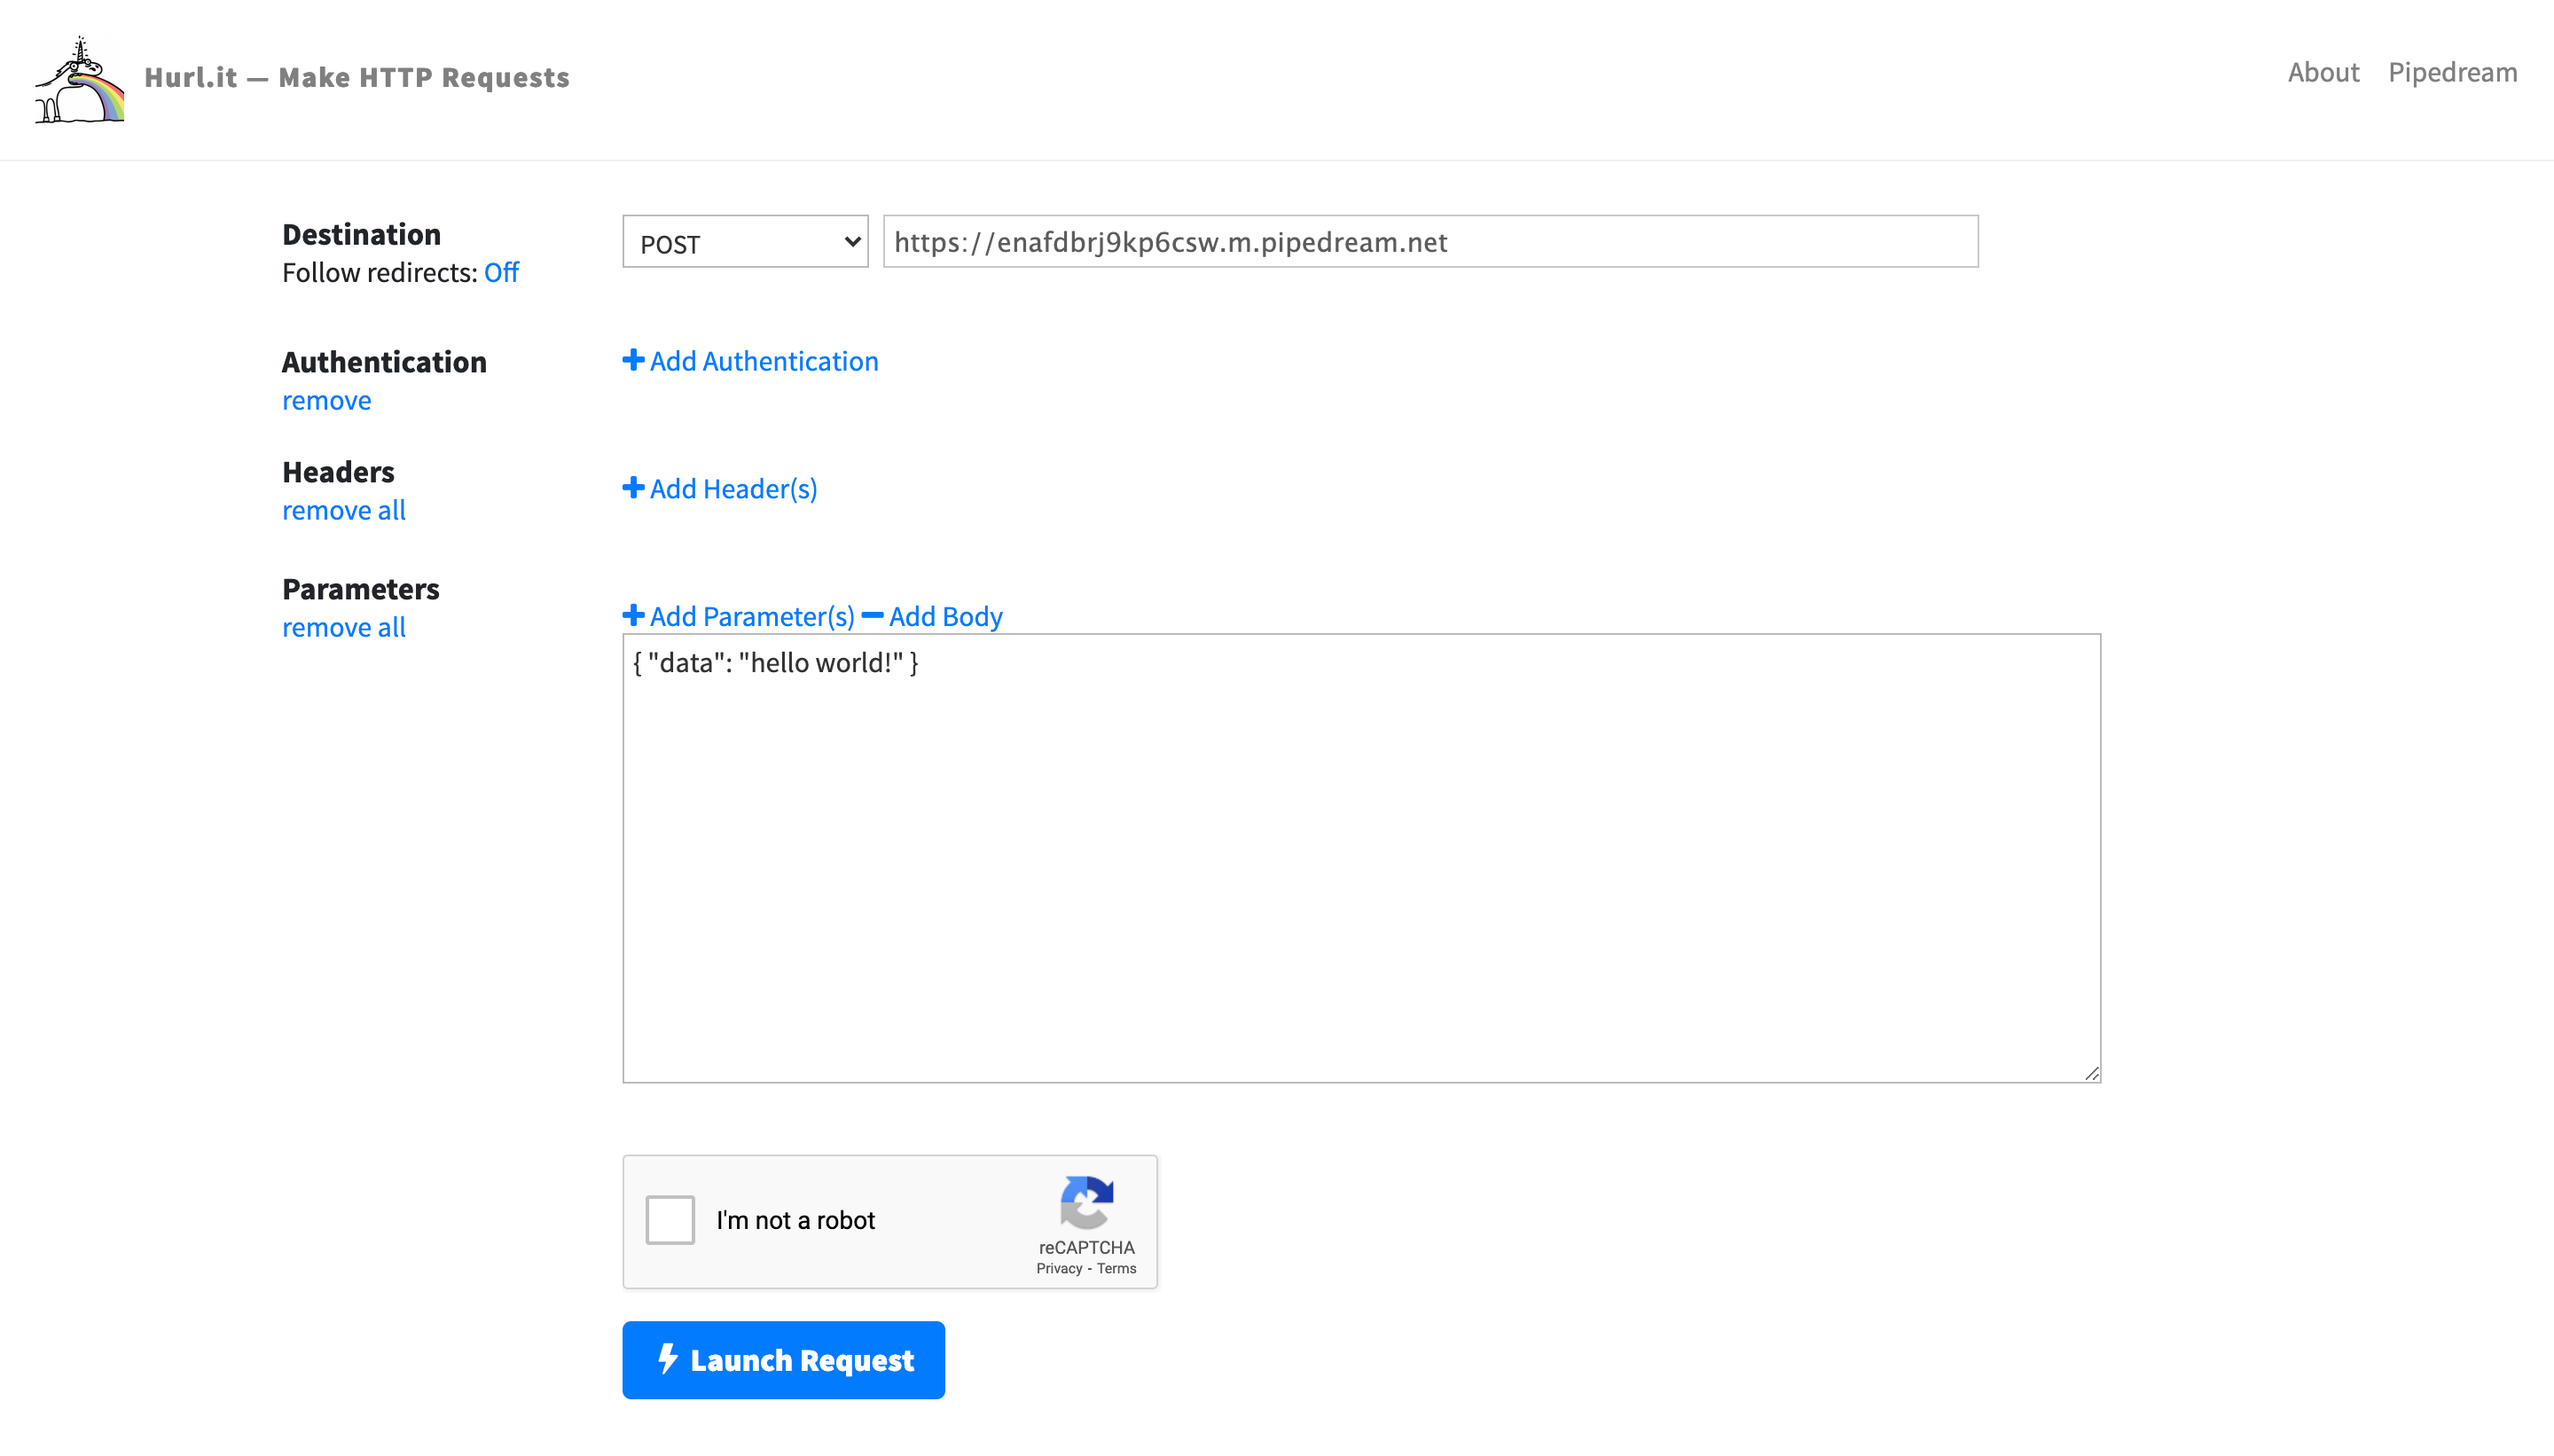 Hurl.it — Make HTTP Requests
About Pipedream
Destination
Follow redirects: Off
POST
https://enafdbrj9kp6csw.m.pipedream.net
Authentication
remove
Add Authentication
Headers
remove all
Add Header(s)
Parameters
remove all
Add Parameter(s) Add Body
{ "data": "hello world!" }
I'm not a robot
reCAPTCHA
Privacy - Terms
Launch Request